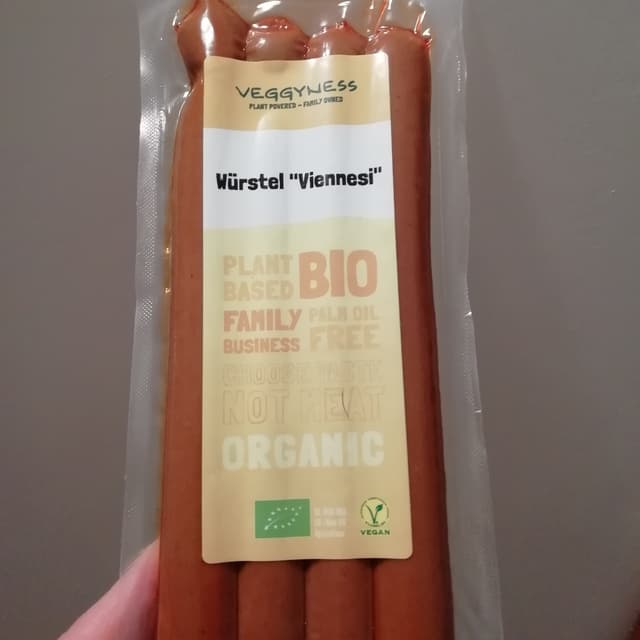 VEGGYNESS
PLANT POWERED – FAMILY OWNED
Würstel "Viennesi"
PLANT BASED BIO
FAMILY BUSINESS PALM OIL FREE
CHOOSE TASTE
NOT MEAT
ORGANIC
VEGAN